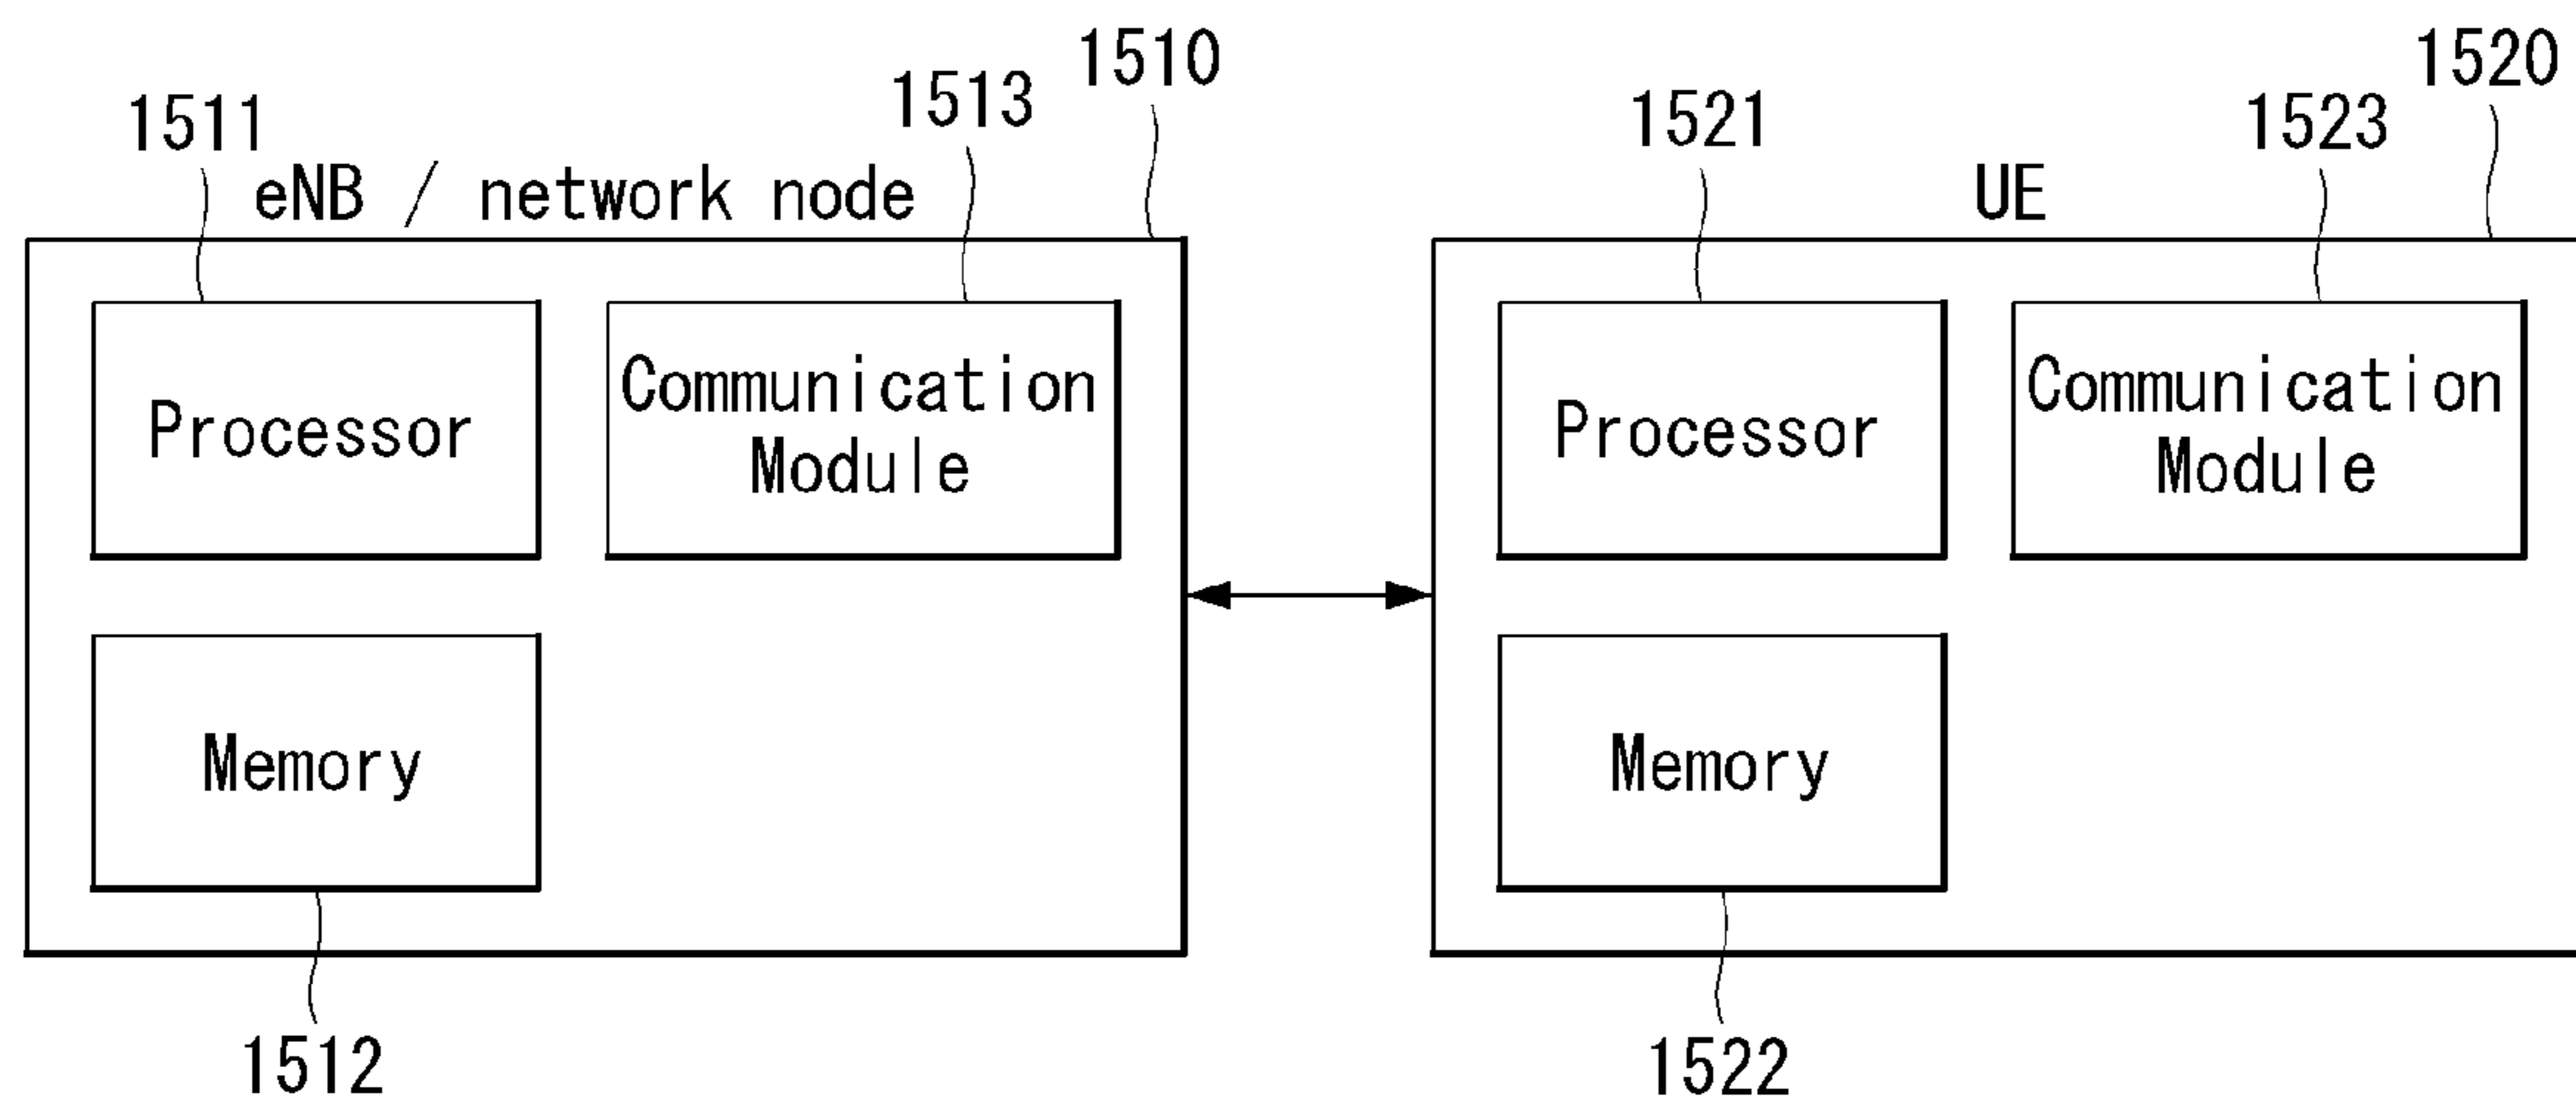 1510
1520
1513
1511
1521
1523
eNB / network node
UE
Processor
Communication
Module
Processor
Communication
Module
Memory
Memory
1512
1522